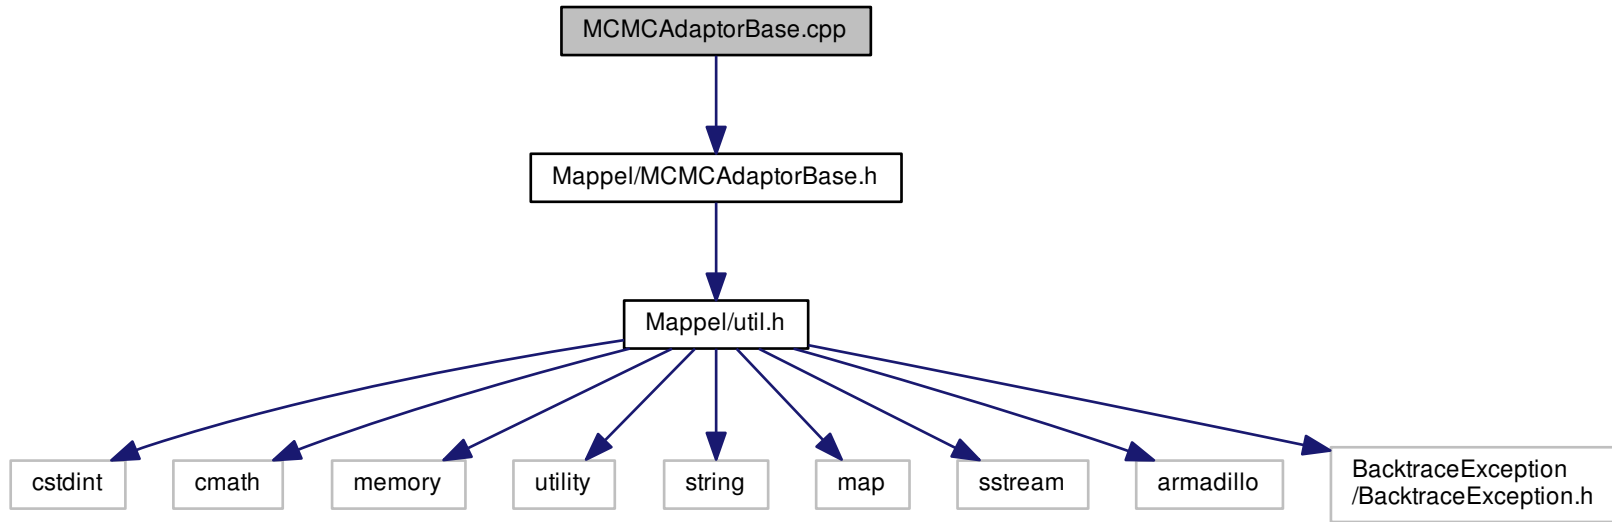 MCMCAdaptorBase.cpp
Mappel/MCMCAdaptorBase.h
Mappel/util.h
cstdint
cmath
memory
utility
string
map
sstream
armadillo
BacktraceException
/BacktraceException.h